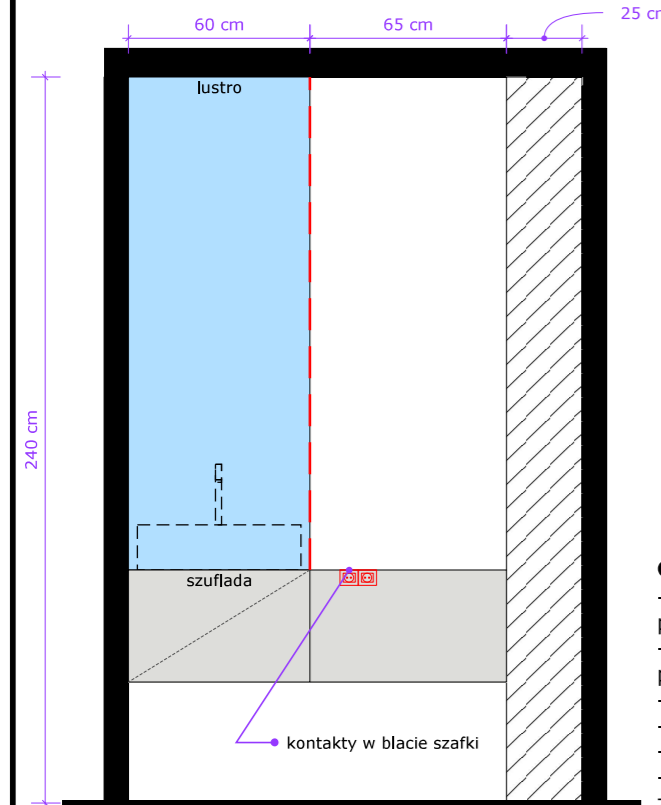 60 cm
65 cm
25 cm
lustro
240 cm
szuflada
kontakty w blacie szafki